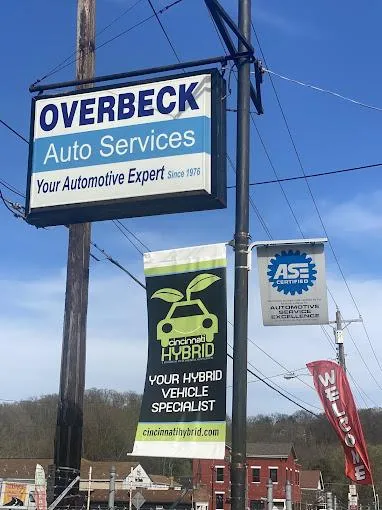 OVERBECK
Auto Services
Your Automotive Expert Since 1976
cincinnati
HYBRID
YOUR HYBRID
VEHICLE
SPECIALIST
cincinnatihybrid.com
ASE
CERTIFIED
AUTOMOTIVE
SERVICE
EXCELLENCE
WELCOME